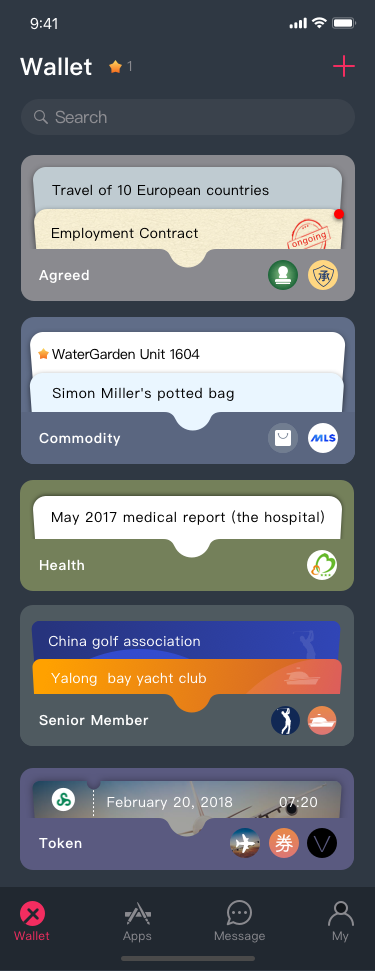 9:41
Wallet 1
Search
Travel of 10 European countries
Employment Contract
ongoing
Agreed
承
WaterGarden Unit 1604
Simon Miller's potted bag
Commodity
MLS
May 2017 medical report (the hospital)
Health
China golf association
Yalong bay yacht club
Senior Member
February 20, 2018 07:20
Token
券
Wallet Apps Message My